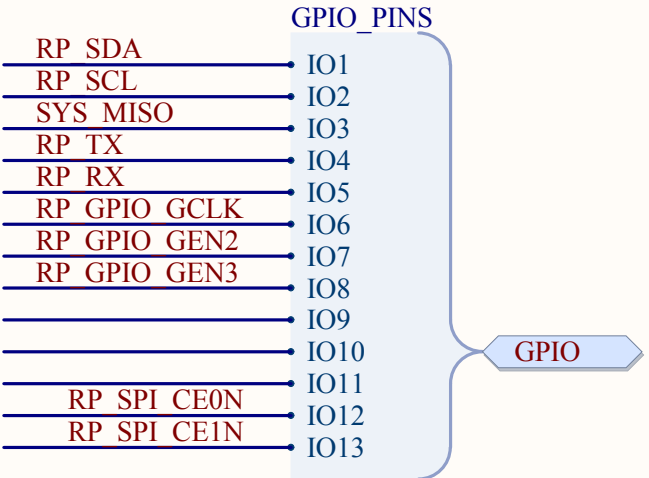 GPIO_PINS
RP_SDA IO1
RP_SCL IO2
SYS_MISO IO3
RP_TX IO4
RP_RX IO5
RP_GPIO_GCLK IO6
RP_GPIO_GEN2 IO7
RP_GPIO_GEN3 IO8
IO9
IO10 GPIO
IO11
RP_SPI_CE0N IO12
RP_SPI_CE1N IO13